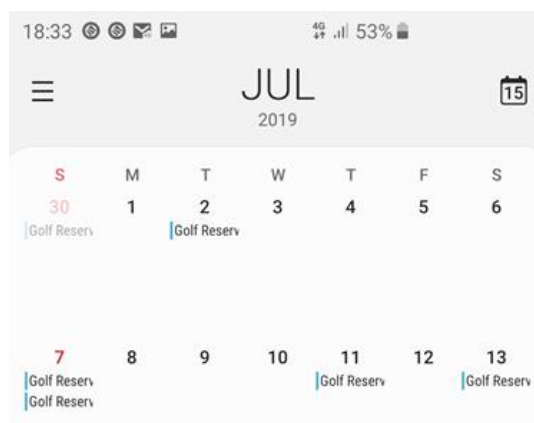 18:33 4G 53%
JUL
15
2019
S M T W T F S
30 1 2 3 4 5 6
Golf Reserv Golf Reserv
7 8 9 10 11 12 13
Golf Reserv Golf Reserv Golf Reserv
Golf Reserv